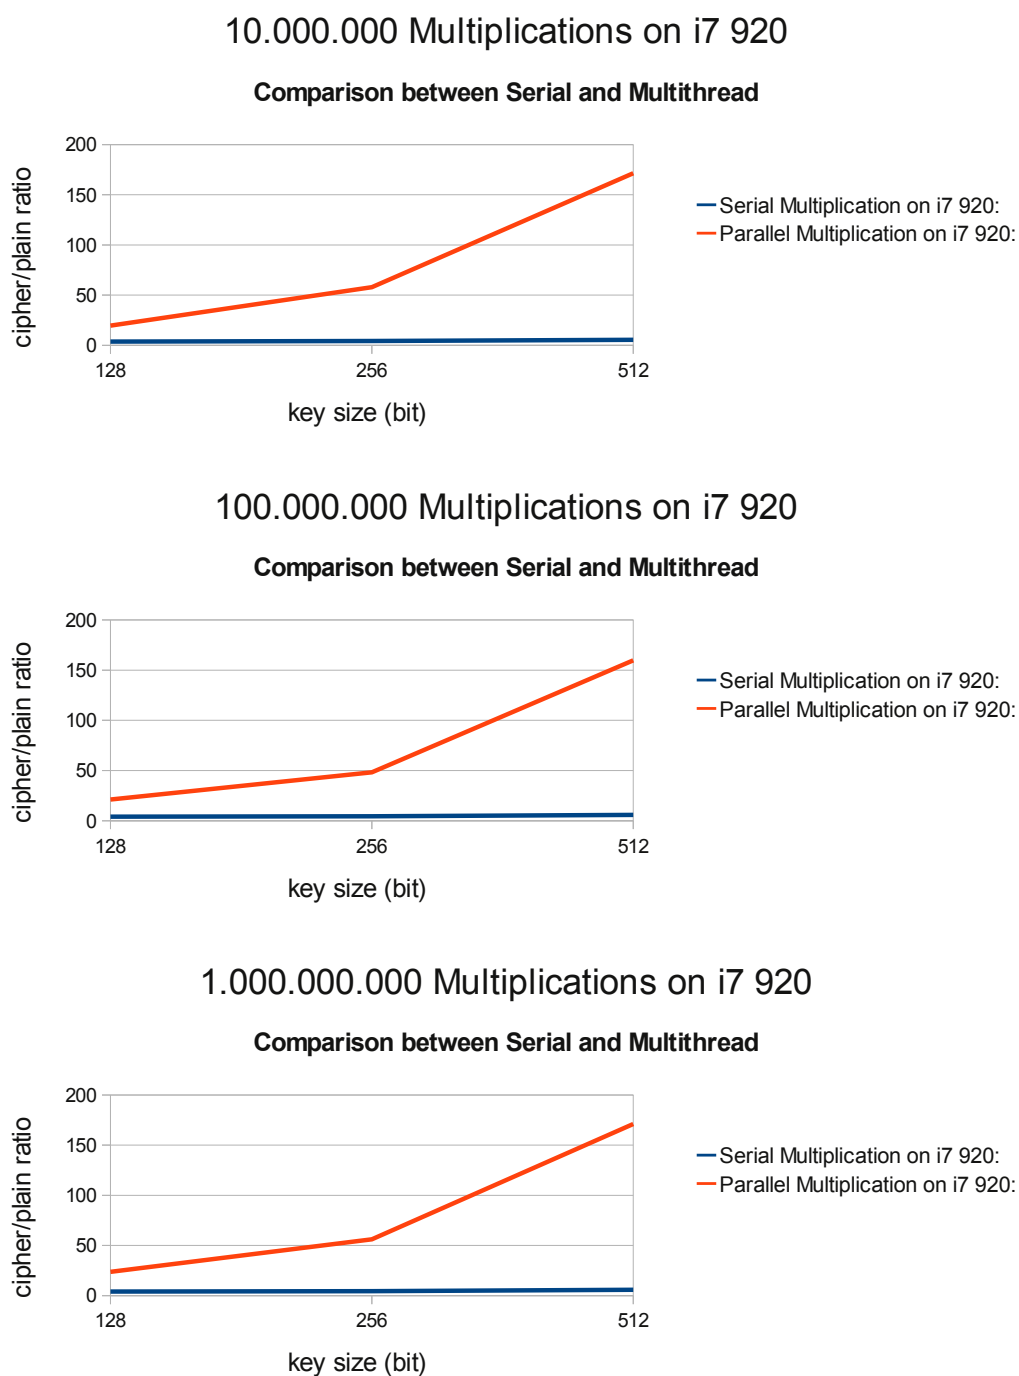 10.000.000 Multiplications on i7 920
Comparison between Serial and Multithread
200
150
100
50
0
cipher/plain ratio
128
256
512
key size (bit)
Serial Multiplication on i7 920:
Parallel Multiplication on i7 920:
100.000.000 Multiplications on i7 920
Comparison between Serial and Multithread
200
150
100
50
0
cipher/plain ratio
128
256
512
key size (bit)
Serial Multiplication on i7 920:
Parallel Multiplication on i7 920:
1.000.000.000 Multiplications on i7 920
Comparison between Serial and Multithread
200
150
100
50
0
cipher/plain ratio
128
256
512
key size (bit)
Serial Multiplication on i7 920:
Parallel Multiplication on i7 920: